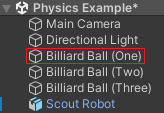 Physics Example*
Main Camera
Directional Light
Billiard Ball (One)
Billiard Ball (Two)
Billiard Ball (Three)
Scout Robot